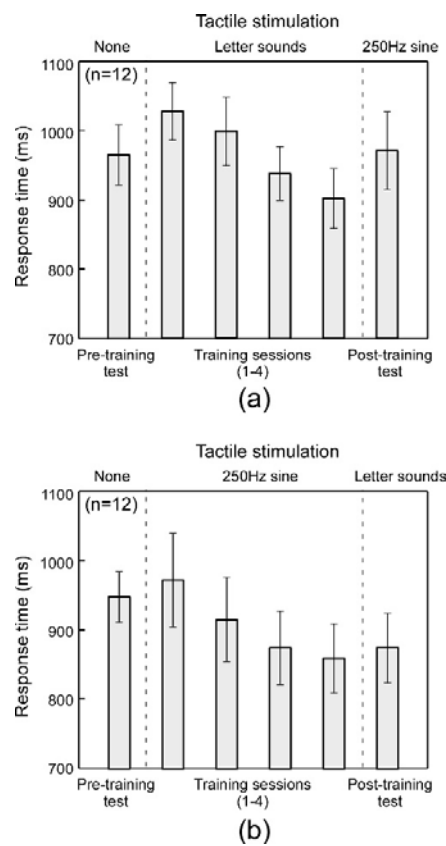 Tactile stimulation
None Letter sounds 250Hz sine
1100
(n=12)
1000
900
800
700
Response time (ms)
Pre-training test Training sessions (1-4) Post-training test
(a)
Tactile stimulation
None 250Hz sine Letter sounds
1100
(n=12)
1000
900
800
700
Response time (ms)
Pre-training test Training sessions (1-4) Post-training test
(b)